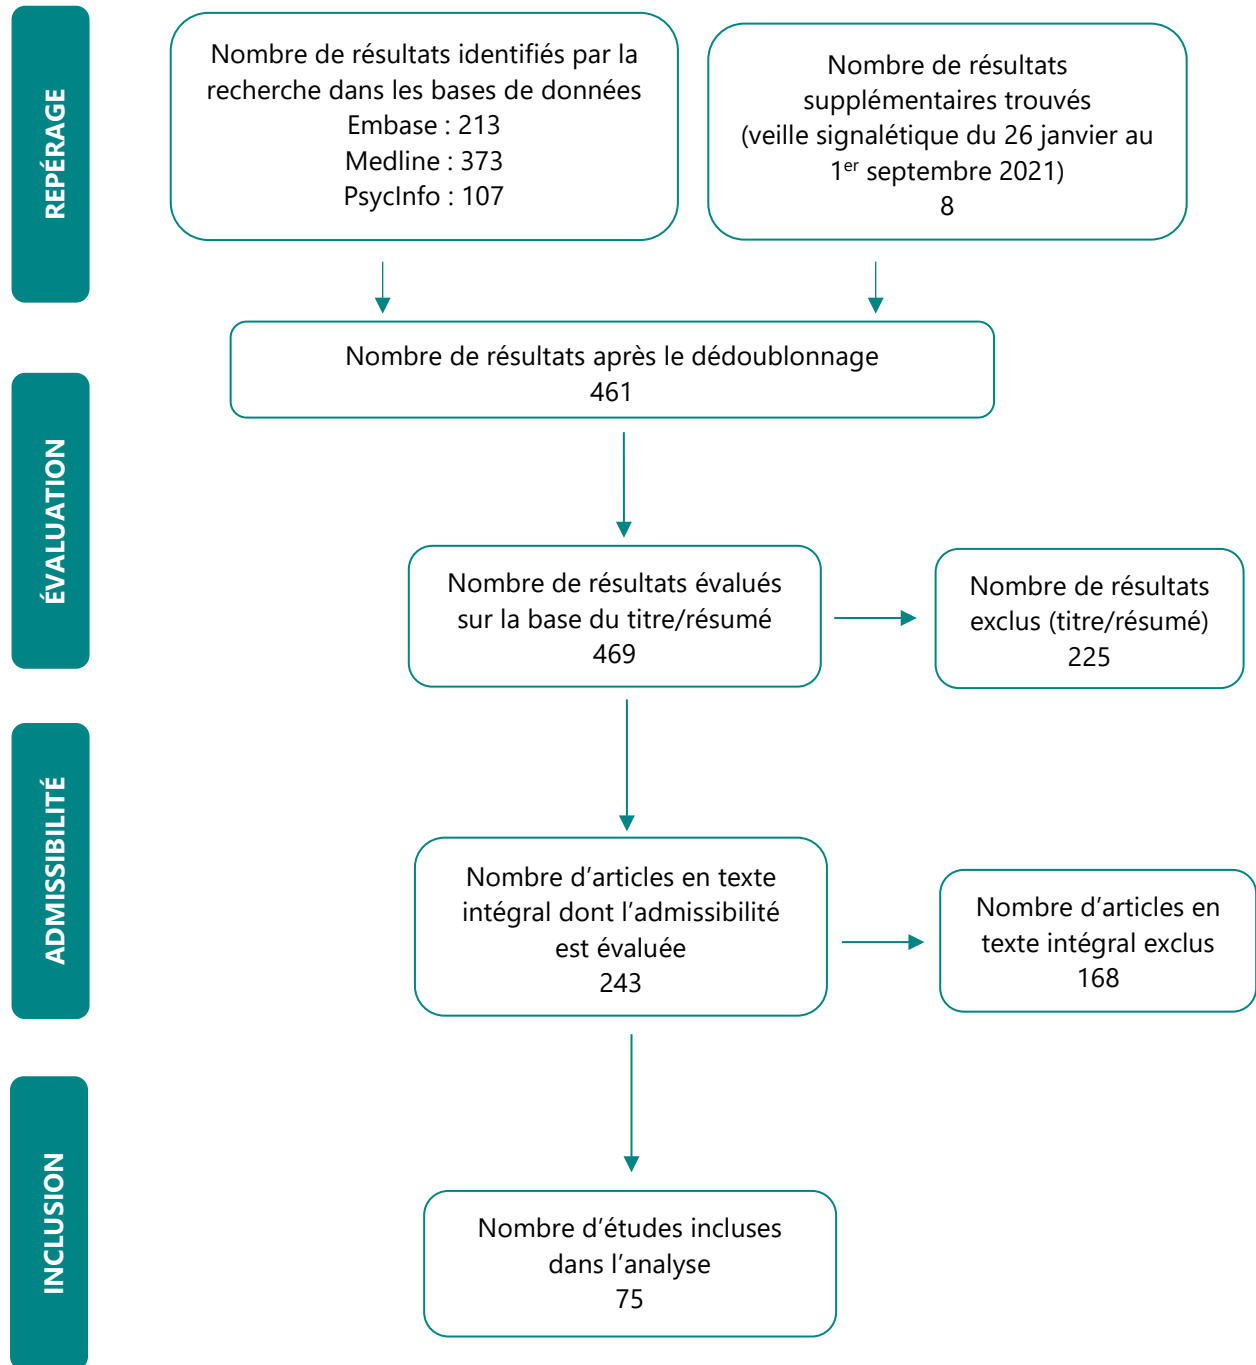 REPÉRAGE
Nombre de résultats identifiés par la
recherche dans les bases de données
Embase : 213
Medline : 373
PsycInfo : 107
Nombre de résultats
supplémentaires trouvés
(veille signalétique du 26 janvier au
1er septembre 2021)
8
Nombre de résultats après le dédoublonnage
461
ÉVALUATION
Nombre de résultats évalués
sur la base du titre/résumé
469
Nombre de résultats
exclus (titre/résumé)
225
ADMISSIBILITÉ
Nombre d’articles en texte
intégral dont l’admissibilité
est évaluée
243
Nombre d’articles en
texte intégral exclus
168
INCLUSION
Nombre d’études incluses
dans l’analyse
75